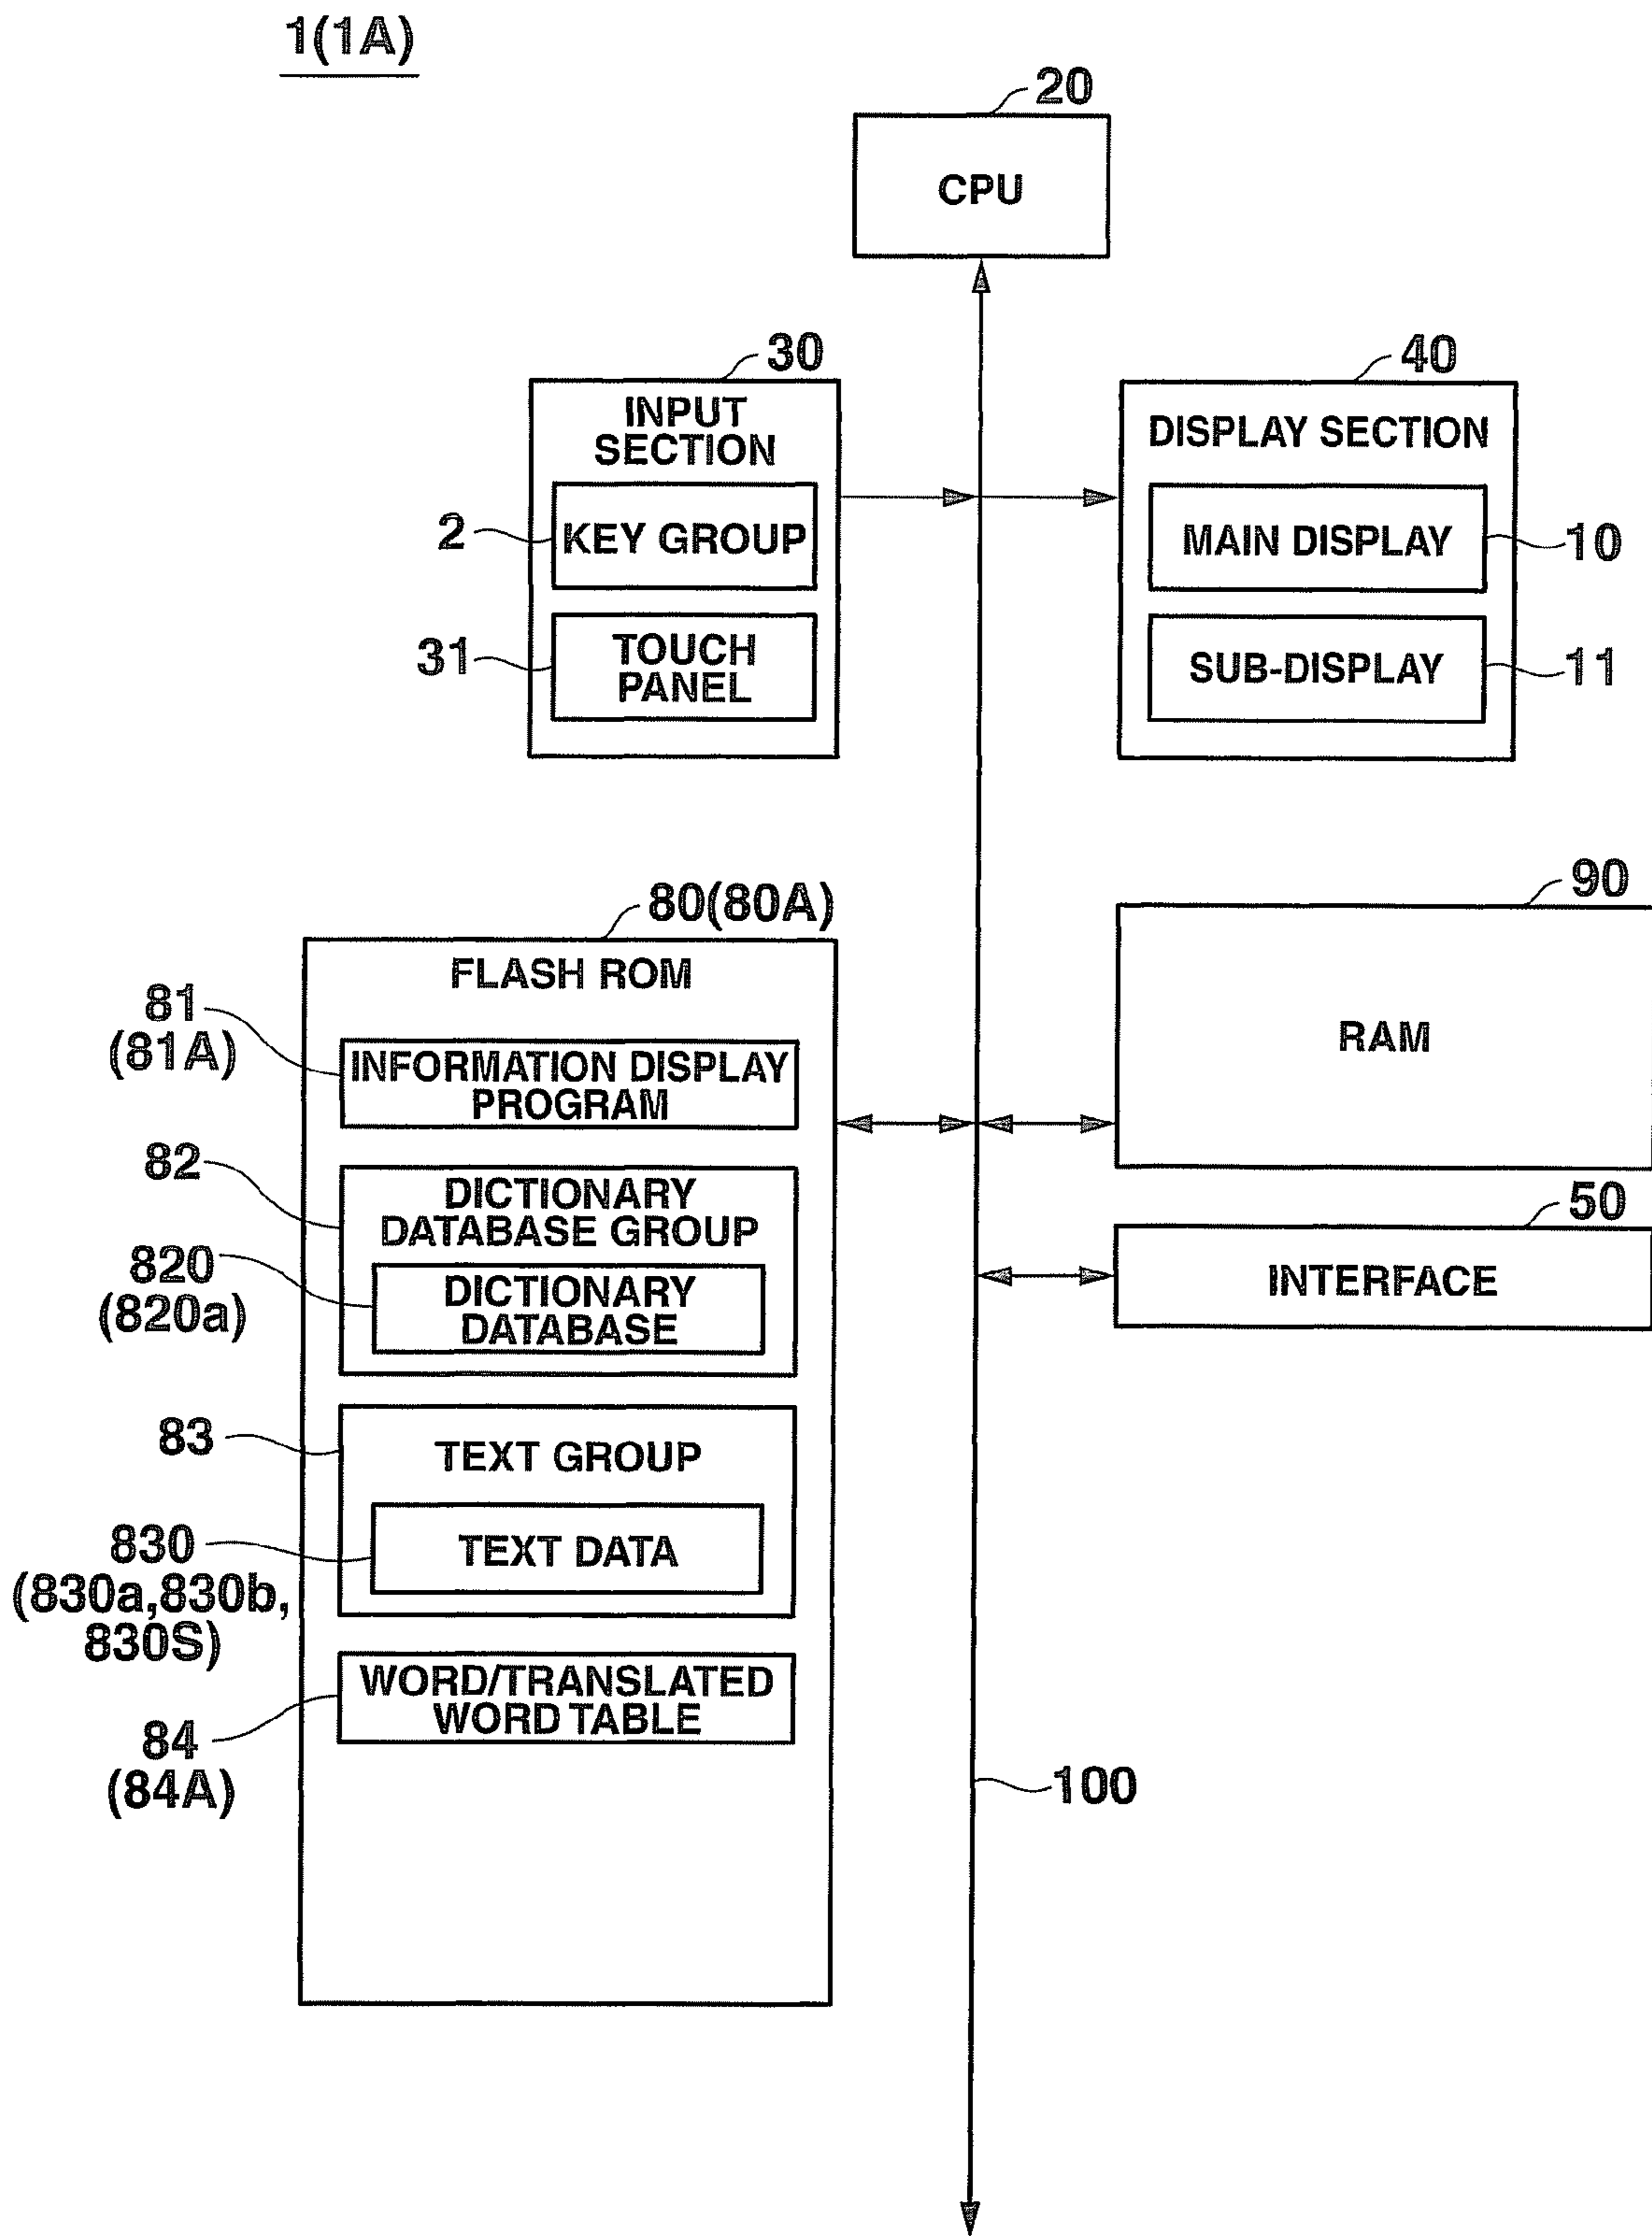 1(1A)
20
CPU
30
INPUT
SECTION
2
KEY GROUP
31
TOUCH
PANEL
40
DISPLAY SECTION
MAIN DISPLAY
10
SUB-DISPLAY
11
80(80A)
FLASH ROM
81
(81A)
INFORMATION DISPLAY
PROGRAM
82
DICTIONARY
DATABASE GROUP
820
(820a)
DICTIONARY
DATABASE
83
TEXT GROUP
830
(830a,830b,
830S)
TEXT DATA
84
(84A)
WORD/TRANSLATED
WORD TABLE
90
RAM
50
INTERFACE
100